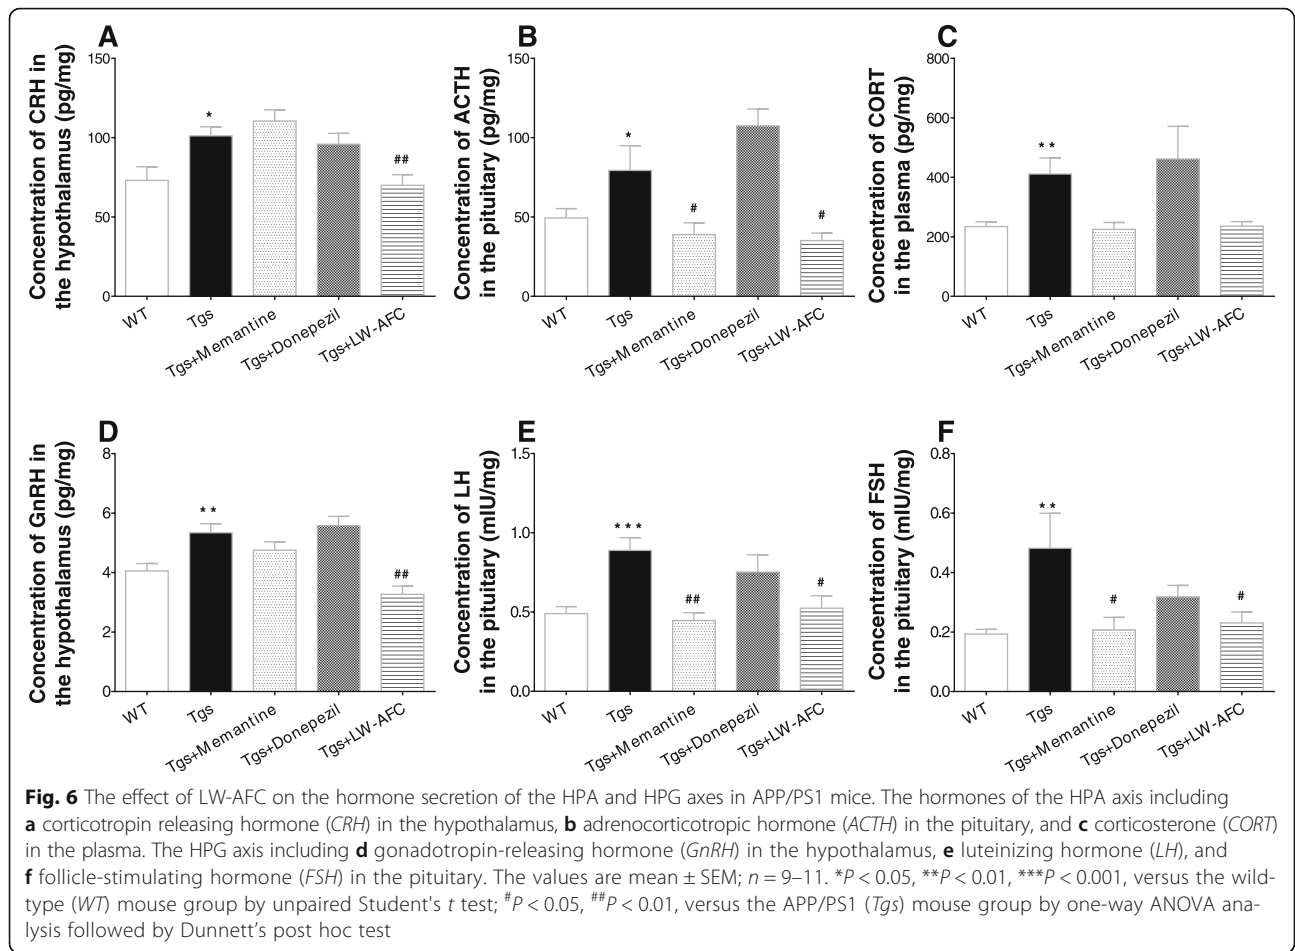 A
Concentration of CRH in
the hypothalamus (pg/mg)
150
100
50
0
*
##
WT
Tgs
Tgs+Memantine
Tgs+Donepezil
Tgs+LW-AFC
B
Concentration of ACTH
in the pituitary (pg/mg)
150
100
50
0
*
#
#
WT
Tgs
Tgs+Memantine
Tgs+Donepezil
Tgs+LW-AFC
C
Concentration of CORT
in the plasma (pg/mg)
800
600
400
200
0
**
WT
Tgs
Tgs+Memantine
Tgs+Donepezil
Tgs+LW-AFC
D
Concentration of GnRH in
the hypothalamus (pg/mg)
8
6
4
2
0
**
##
WT
Tgs
Tgs+Memantine
Tgs+Donepezil
Tgs+LW-AFC
E
Concentration of LH
in the pituitary (mIU/mg)
1.5
1.0
0.5
0.0
***
##
#
WT
Tgs
Tgs+Memantine
Tgs+Donepezil
Tgs+LW-AFC
F
Concentration of FSH
in the pituitary (mIU/mg)
0.8
0.6
0.4
0.2
0.0
**
#
#
WT
Tgs
Tgs+Memantine
Tgs+Donepezil
Tgs+LW-AFC
Fig. 6 The effect of LW-AFC on the hormone secretion of the HPA and HPG axes in APP/PS1 mice. The hormones of the HPA axis including
a corticotropin releasing hormone (CRH) in the hypothalamus, b adrenocorticotropic hormone (ACTH) in the pituitary, and c corticosterone (CORT)
in the plasma. The HPG axis including d gonadotropin-releasing hormone (GnRH) in the hypothalamus, e luteinizing hormone (LH), and
f follicle-stimulating hormone (FSH) in the pituitary. The values are mean ± SEM; n = 9–11. *P < 0.05, **P < 0.01, ***P < 0.001, versus the wild-
type (WT) mouse group by unpaired Student's t test; #P < 0.05, ##P < 0.01, versus the APP/PS1 (Tgs) mouse group by one-way ANOVA ana-
lysis followed by Dunnett's post hoc test